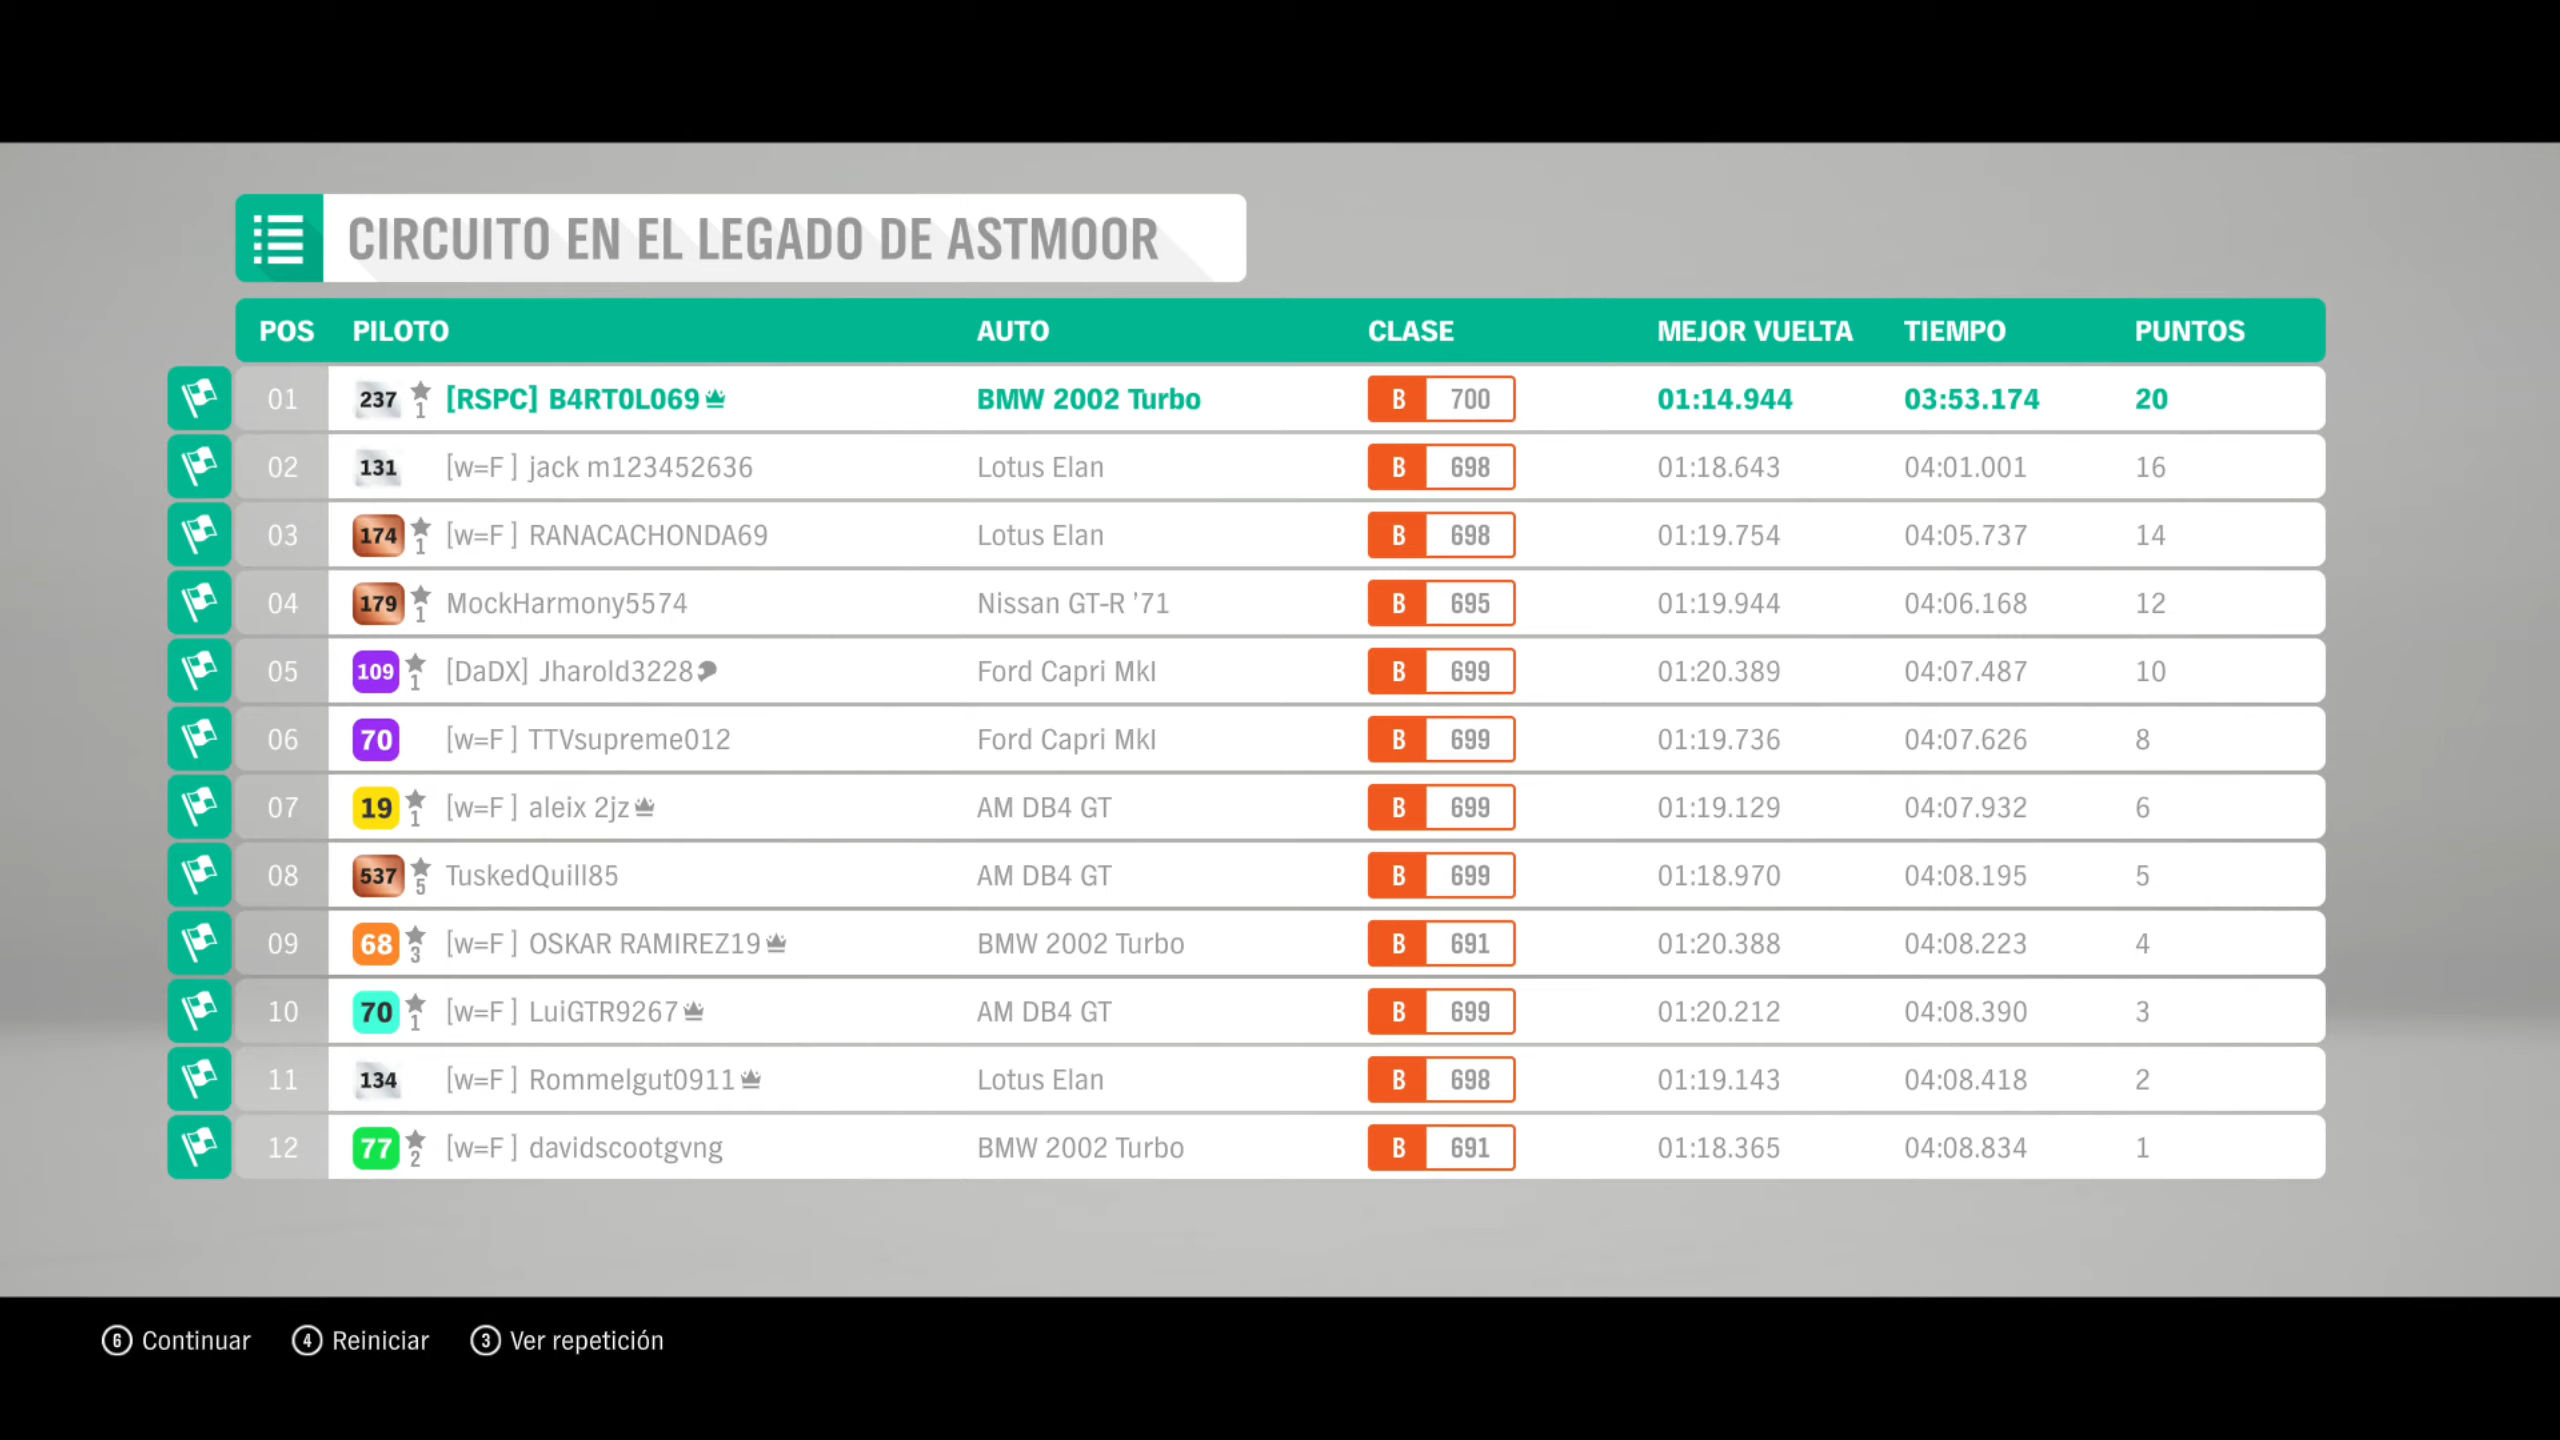 CIRCUITO EN EL LEGADO DE ASTMOOR
POS PILOTO AUTO CLASE MEJOR VUELTA TIEMPO PUNTOS
01 237 1 [RSPC] B4RT0L069 BMW 2002 Turbo B 700 01:14.944 03:53.174 20
02 131 [w=F ] jack m123452636 Lotus Elan B 698 01:18.643 04:01.001 16
03 174 1 [w=F ] RANACACHONDA69 Lotus Elan B 698 01:19.754 04:05.737 14
04 179 1 MockHarmony5574 Nissan GT-R ’71 B 695 01:19.944 04:06.168 12
05 109 1 [DaDX] Jharold3228 Ford Capri MkI B 699 01:20.389 04:07.487 10
06 70 [w=F ] TTVsupreme012 Ford Capri MkI B 699 01:19.736 04:07.626 8
07 19 1 [w=F ] aleix 2jz AM DB4 GT B 699 01:19.129 04:07.932 6
08 537 5 TuskedQuill85 AM DB4 GT B 699 01:18.970 04:08.195 5
09 68 3 [w=F ] OSKAR RAMIREZ19 BMW 2002 Turbo B 691 01:20.388 04:08.223 4
10 70 1 [w=F ] LuiGTR9267 AM DB4 GT B 699 01:20.212 04:08.390 3
11 134 [w=F ] Rommelgut0911 Lotus Elan B 698 01:19.143 04:08.418 2
12 77 2 [w=F ] davidscootgvng BMW 2002 Turbo B 691 01:18.365 04:08.834 1
6 Continuar 4 Reiniciar 3 Ver repetición